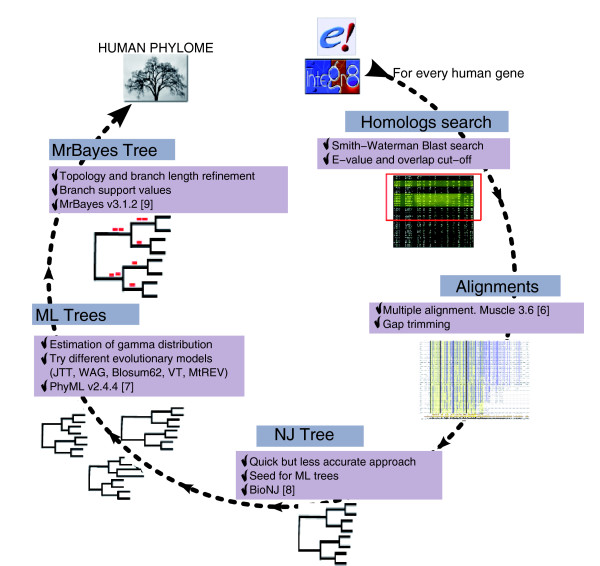 HUMAN PHYLOME
e!
Integr8
For every human gene
Homologs search
Smith-Waterman Blast search
E-value and overlap cut-off
Alignments
Multiple alignment. Muscle 3.6 [6]
Gap trimming
NJ Tree
Quick but less accurate approach
Seed for ML trees
BioNJ [8]
ML Trees
Estimation of gamma distribution
Try different evolutionary models
(JTT, WAG, Blosum62, VT, MtREV)
PhyML v2.4.4 [7]
MrBayes Tree
Topology and branch length refinement
Branch support values
MrBayes v3.1.2 [9]